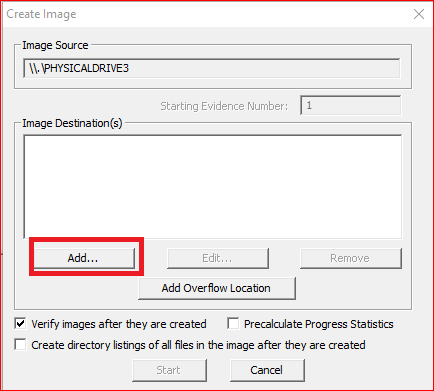 Create Image
Image Source
\\.\PHYSICALDRIVE3
Starting Evidence Number: 1
Image Destination(s)
Add... Edit... Remove
Add Overflow Location
Verify images after they are created Precalculate Progress Statistics
Create directory listings of all files in the image after they are created
Start Cancel